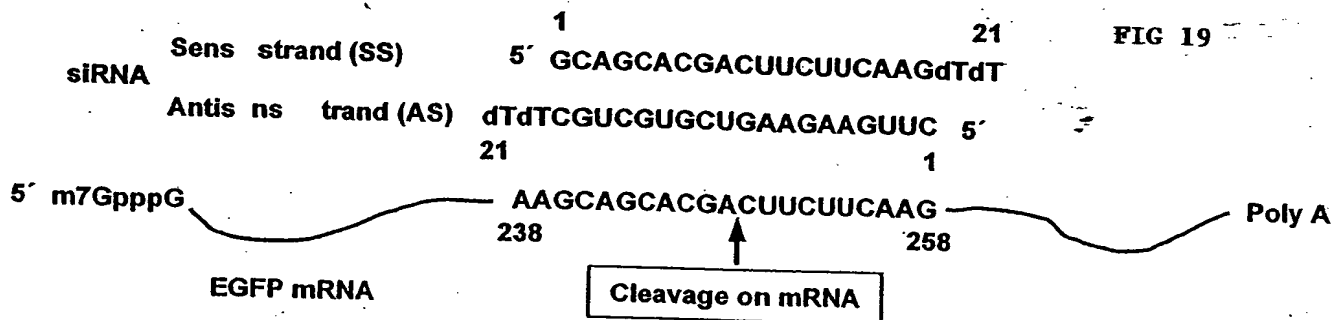 1 21 FIG 19
siRNA
Sens strand (SS) 5´ GCAGCACGACUUCUUCAAGdTdT
Antis ns trand (AS) dTdTCGUCGUGCUGAAGAAGUUC 5´
21 1
5´ m7GpppG AAGCAGCACGACUUCUUCAAG Poly A
238 258
EGFP mRNA
Cleavage on mRNA